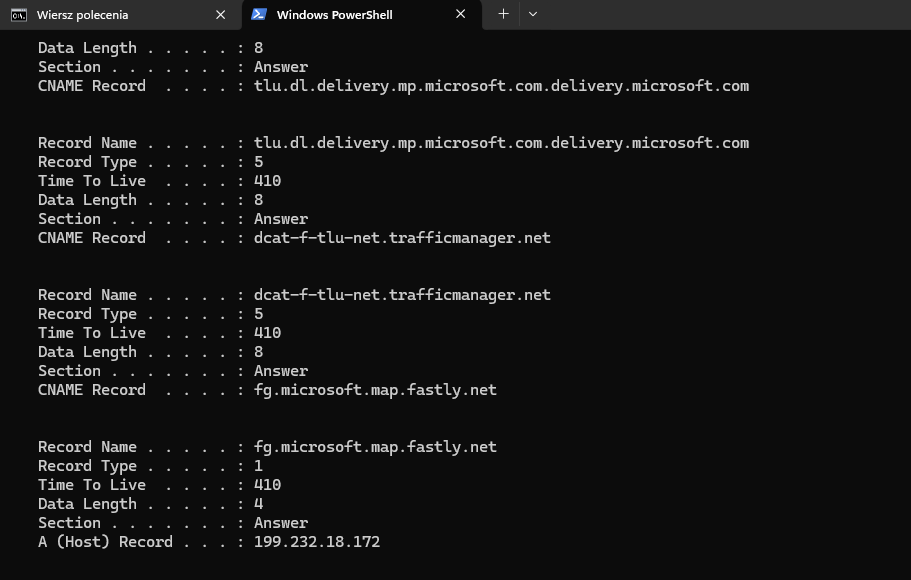 Wiersz polecenia
Windows PowerShell
Data Length . . . . . : 8
Section . . . . . . . : Answer
CNAME Record  . . . . : tlu.dl.delivery.mp.microsoft.com.delivery.microsoft.com
Record Name . . . . . : tlu.dl.delivery.mp.microsoft.com.delivery.microsoft.com
Record Type . . . . . : 5
Time To Live  . . . . : 410
Data Length . . . . . : 8
Section . . . . . . . : Answer
CNAME Record  . . . . : dcat-f-tlu-net.trafficmanager.net
Record Name . . . . . : dcat-f-tlu-net.trafficmanager.net
Record Type . . . . . : 5
Time To Live  . . . . : 410
Data Length . . . . . : 8
Section . . . . . . . : Answer
CNAME Record  . . . . : fg.microsoft.map.fastly.net
Record Name . . . . . : fg.microsoft.map.fastly.net
Record Type . . . . . : 1
Time To Live  . . . . : 410
Data Length . . . . . : 4
Section . . . . . . . : Answer
A (Host) Record . . . : 199.232.18.172